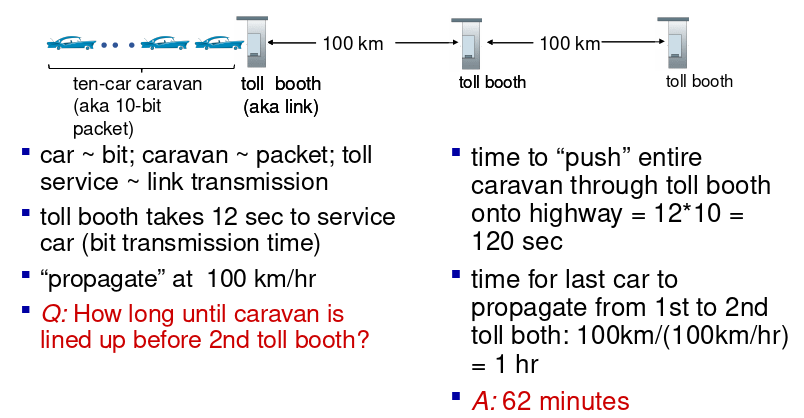 100 km
100 km
ten-car caravan
(aka 10-bit
packet)
toll booth
(aka link)
toll booth
toll booth
car ~ bit; caravan ~ packet; toll
service ~ link transmission
toll booth takes 12 sec to service
car (bit transmission time)
“propagate” at 100 km/hr
Q: How long until caravan is
lined up before 2nd toll booth?
time to “push” entire
caravan through toll booth
onto highway = 12*10 =
120 sec
time for last car to
propagate from 1st to 2nd
toll both: 100km/(100km/hr)
= 1 hr
A: 62 minutes